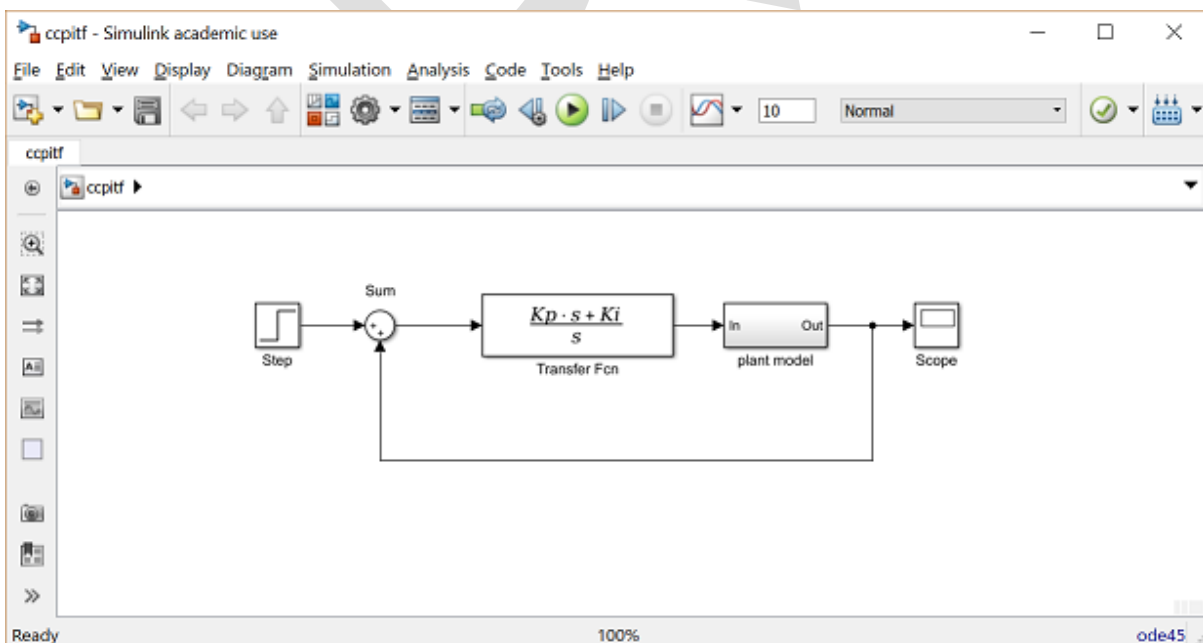 ccpitf - Simulink academic use
File Edit View Display Diagram Simulation Analysis Code Tools Help
10 Normal
ccpitf
ccpitf
Sum
+
+
Kp · s + Ki
s
In Out
Step
Transfer Fcn
plant model
Scope
Ready 100% ode45